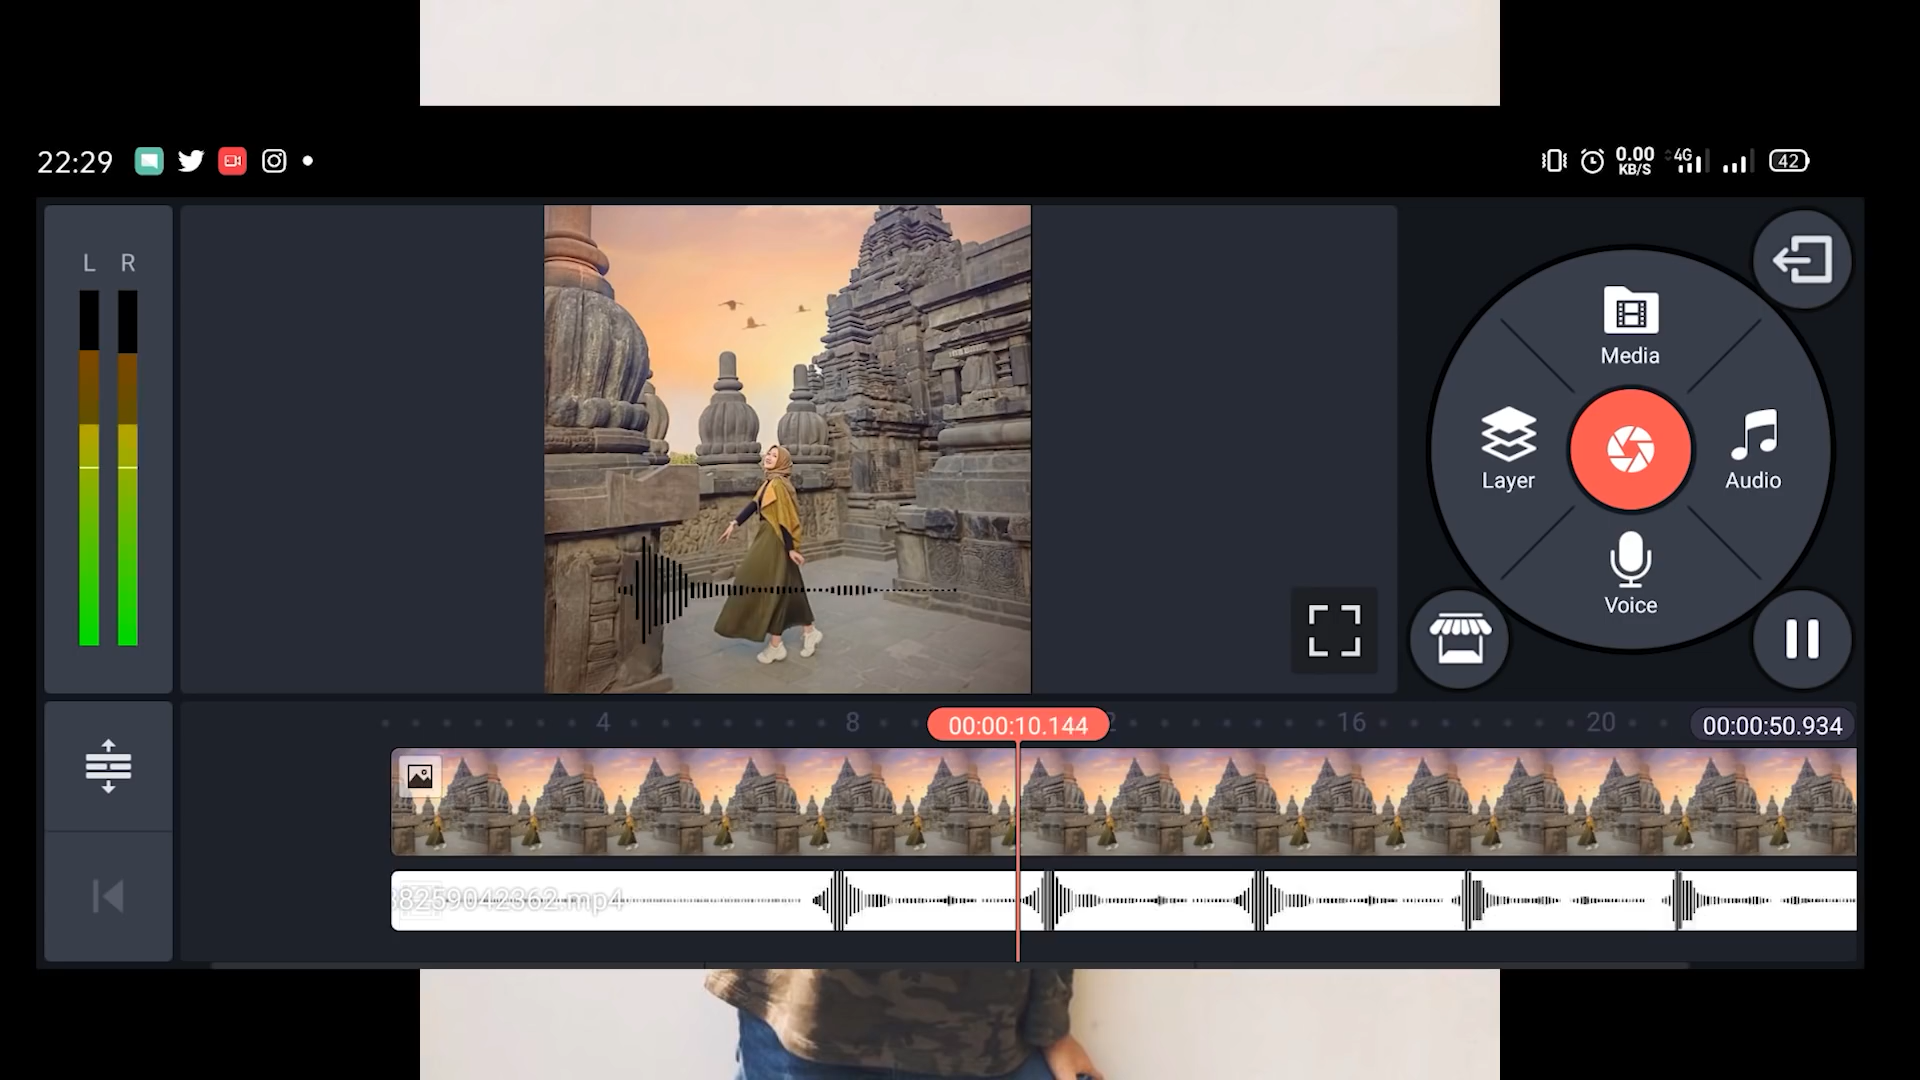 22:29
0.00
KB/S
4G
42
L R
Media
Layer
Audio
Voice
4
8
00:00:10.144
16
20
00:00:50.934
38259042362.mp4